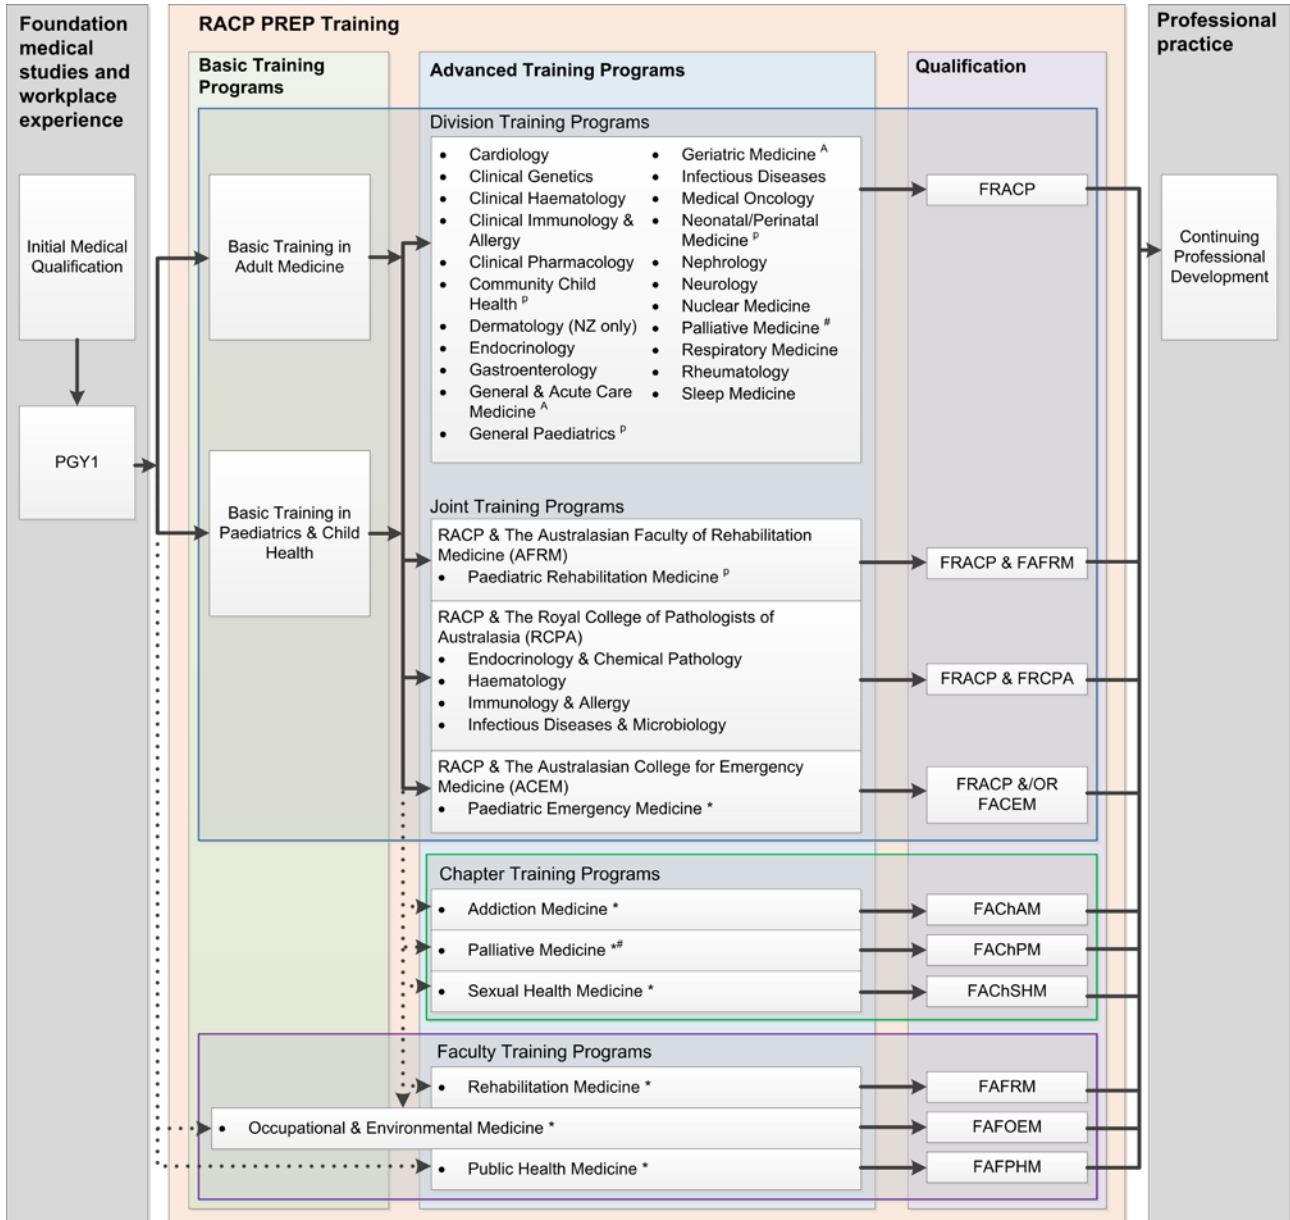 Foundation
medical
studies and
workplace
experience
Initial Medical
Qualification
PGY1
RACP PREP Training
Basic Training
Programs
Basic Training in
Adult Medicine
Basic Training in
Paediatrics & Child
Health
Advanced Training Programs
Division Training Programs
• Cardiology
• Clinical Genetics
• Clinical Haematology
• Clinical Immunology &
Allergy
• Clinical Pharmacology
• Community Child
Health p
• Dermatology (NZ only)
• Endocrinology
• Gastroenterology
• General & Acute Care
Medicine A
• General Paediatrics p
• Geriatric Medicine A
• Infectious Diseases
• Medical Oncology
• Neonatal/Perinatal
Medicine p
• Nephrology
• Neurology
• Nuclear Medicine
• Palliative Medicine #
• Respiratory Medicine
• Rheumatology
• Sleep Medicine
Joint Training Programs
RACP & The Australasian Faculty of Rehabilitation
Medicine (AFRM)
• Paediatric Rehabilitation Medicine p
RACP & The Royal College of Pathologists of
Australasia (RCPA)
• Endocrinology & Chemical Pathology
• Haematology
• Immunology & Allergy
• Infectious Diseases & Microbiology
RACP & The Australasian College for Emergency
Medicine (ACEM)
• Paediatric Emergency Medicine *
Chapter Training Programs
• Addiction Medicine *
• Palliative Medicine *#
• Sexual Health Medicine *
Faculty Training Programs
• Rehabilitation Medicine *
• Occupational & Environmental Medicine *
• Public Health Medicine *
Qualification
FRACP
FRACP & FAFRM
FRACP & FRCPA
FRACP &/OR
FACEM
FAChAM
FAChPM
FAChSHM
FAFRM
FAFOEM
FAFPHM
Professional
practice
Continuing
Professional
Development